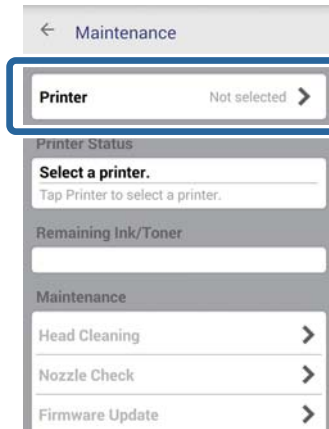 Maintenance
Printer Not selected
Printer Status
Select a printer.
Tap Printer to select a printer.
Remaining Ink/Toner
Maintenance
Head Cleaning
Nozzle Check
Firmware Update